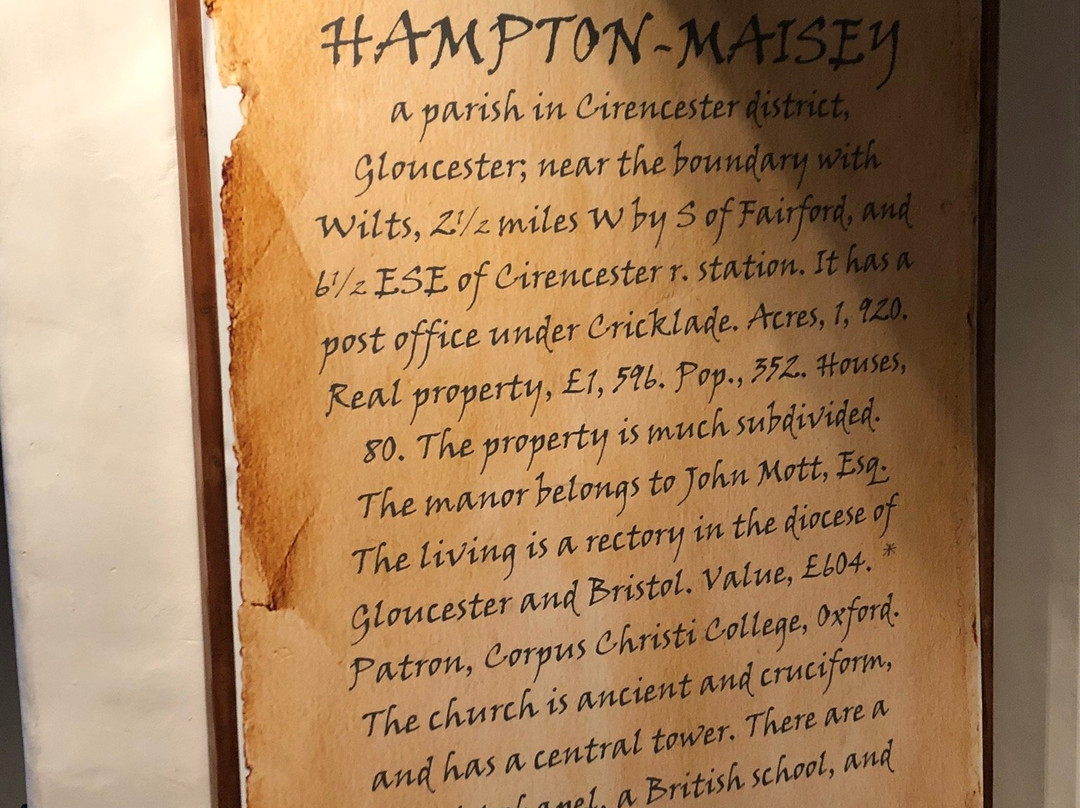 HAMPTON-MAISEY
a parish in Cirencester district,
Gloucester; near the boundary with
Wilts, 2½ miles W by S of Fairford, and
6½ ESE of Cirencester r. station. It has a
post office under Cricklade. Acres, 1, 920.
Real property, £1, 596. Pop., 352. Houses,
80. The property is much subdivided.
The manor belongs to John Mott, Esq.
The living is a rectory in the diocese of
Gloucester and Bristol. Value, £604. *
Patron, Corpus Christi College, Oxford.
The church is ancient and cruciform,
and has a central tower. There are a
chapel, a British school, and